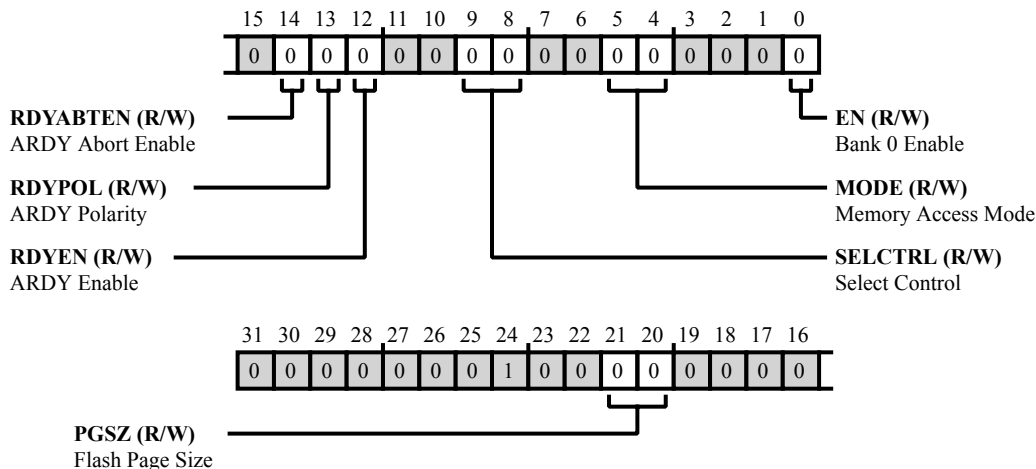 15 14 13 12 11 10 9 8 7 6 5 4 3 2 1 0
0 0 0 0 0 0 0 0 0 0 0 0 0 0 0 0
RDYABTEN (R/W)
ARDY Abort Enable
RDYPOL (R/W)
ARDY Polarity
RDYEN (R/W)
ARDY Enable
EN (R/W)
Bank 0 Enable
MODE (R/W)
Memory Access Mode
SELCTRL (R/W)
Select Control
31 30 29 28 27 26 25 24 23 22 21 20 19 18 17 16
0 0 0 0 0 0 0 1 0 0 0 0 0 0 0 0
PGSZ (R/W)
Flash Page Size